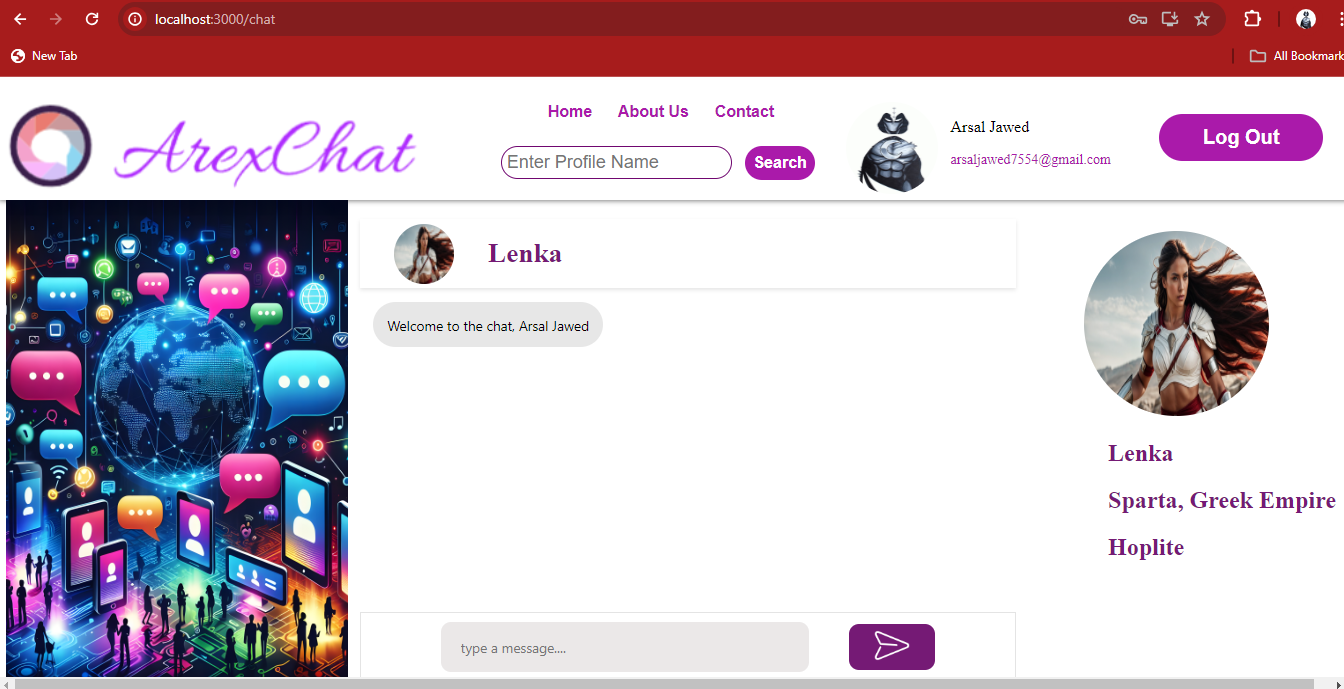 localhost:3000/chat
New Tab
All Bookmark
ArexChat
Home About Us Contact
Enter Profile Name Search
Arsal Jawed
arsaljawed7554@gmail.com
Log Out
Lenka
Welcome to the chat, Arsal Jawed
type a message....
Lenka
Sparta, Greek Empire
Hoplite